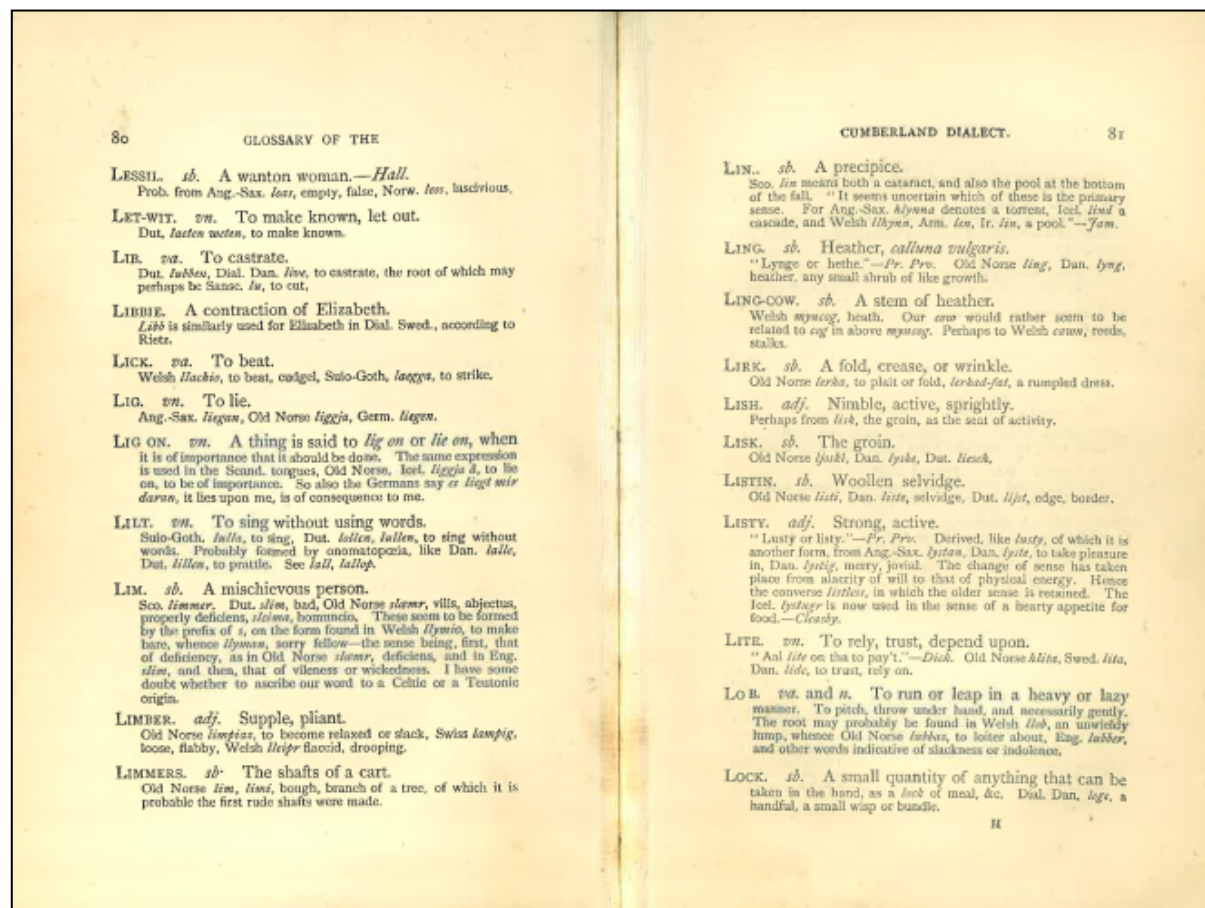 80 GLOSSARY OF THE
LESSIL. sb. A wanton woman.—Hall.
Prob. from Ang.-Sax. leas, empty, false, Norw. less, lascivious.
LET-WIT. vn. To make known, let out.
Dut. laeten weten, to make known.
LIB. va. To castrate.
Dut. lubben, Dial. Dan. live, to castrate, the root of which may
perhaps be Sansc. lu, to cut.
LIBBIE. A contraction of Elizabeth.
Libb is similarly used for Elizabeth in Dial. Swed., according to
Rietz.
LICK. va. To beat.
Welsh llachio, to beat, cudgel, Suio-Goth. laegga, to strike.
LIG. vn. To lie.
Ang.-Sax. liegan, Old Norse liggja, Germ. liegen.
LIG ON. vn. A thing is said to lig on or lie on, when
it is of importance that it should be done. The same expression
is used in the Scand. tongues, Old Norse, Icel. liggja á, to lie
on, to be of importance. So also the Germans say es liegt mir
daran, it lies upon me, is of consequence to me.
LILT. vn. To sing without using words.
Suio-Goth. lulla, to sing, Dut. lollen, lullen, to sing without
words. Probably formed by onomatopœia, like Dan. lalle,
Dut. lillen, to prattle. See lall, lallop.
LIM. sb. A mischievous person.
Sco. limmer. Dut. slim, bad, Old Norse slæmr, vilis, abjectus,
properly deficiens, sleima, homuncio. These seem to be formed
by the prefix of s, on the form found in Welsh llymio, to make
bare, whence llyman, sorry fellow—the sense being, first, that
of deficiency, as in Old Norse slæmr, deficiens, and in Eng.
slim, and then, that of vileness or wickedness. I have some
doubt whether to ascribe our word to a Celtic or a Teutonic
origin.
LIMBER. adj. Supple, pliant.
Old Norse limpiaz, to become relaxed or slack, Swiss lampig,
loose, flabby, Welsh lleipr flaccid, drooping.
LIMMERS. sb. The shafts of a cart.
Old Norse lim, limi, bough, branch of a tree, of which it is
probable the first rude shafts were made.
CUMBERLAND DIALECT. 81
LIN.. sb. A precipice.
Sco. lin means both a cataract, and also the pool at the bottom
of the fall. "It seems uncertain which of these is the primary
sense. For Ang.-Sax. hlynna denotes a torrent, Icel. lind a
cascade, and Welsh llhynn, Arm. len, Ir. lin, a pool."—Jam.
LING. sb. Heather, calluna vulgaris.
"Lynge or hethe."—Pr. Prv. Old Norse ling, Dan. lyng,
heather, any small shrub of like growth.
LING-COW. sb. A stem of heather.
Welsh myncog, heath. Our cow would rather seem to be
related to cog in above myncog. Perhaps to Welsh cawn, reeds,
stalks.
LIRK. sb. A fold, crease, or wrinkle.
Old Norse lerka, to plait or fold, lerkad-fat, a rumpled dress.
LISH. adj. Nimble, active, sprightly.
Perhaps from lisk, the groin, as the seat of activity.
LISK. sb. The groin.
Old Norse ljoski, Dan. lyske, Dut. liesch.
LISTIN. sb. Woollen selvidge.
Old Norse listi, Dan. liste, selvidge, Dut. lijst, edge, border.
LISTY. adj. Strong, active.
"Lusty or listy."—Pr. Prv. Derived, like lusty, of which it is
another form, from Ang.-Sax. lystan, Dan. lyste, to take pleasure
in, Dan. lystig, merry, jovial. The change of sense has taken
place from alacrity of will to that of physical energy. Hence
the converse listless, in which the older sense is retained. The
Icel. lystugr is now used in the sense of a hearty appetite for
food.—Cleasby.
LITE. vn. To rely, trust, depend upon.
"Aal lite on tha to pay't."—Dick. Old Norse hlita, Swed. lita,
Dan. lide, to trust, rely on.
LOB. va. and n. To run or leap in a heavy or lazy
manner. To pitch, throw under hand, and necessarily gently.
The root may probably be found in Welsh llob, an unwieldy
lump, whence Old Norse lubbaz, to loiter about, Eng. lubber,
and other words indicative of slackness or indolence.
LOCK. sb. A small quantity of anything that can be
taken in the hand, as a lock of meal, &c. Dial. Dan, loge, a
handful, a small wisp or bundle.
H